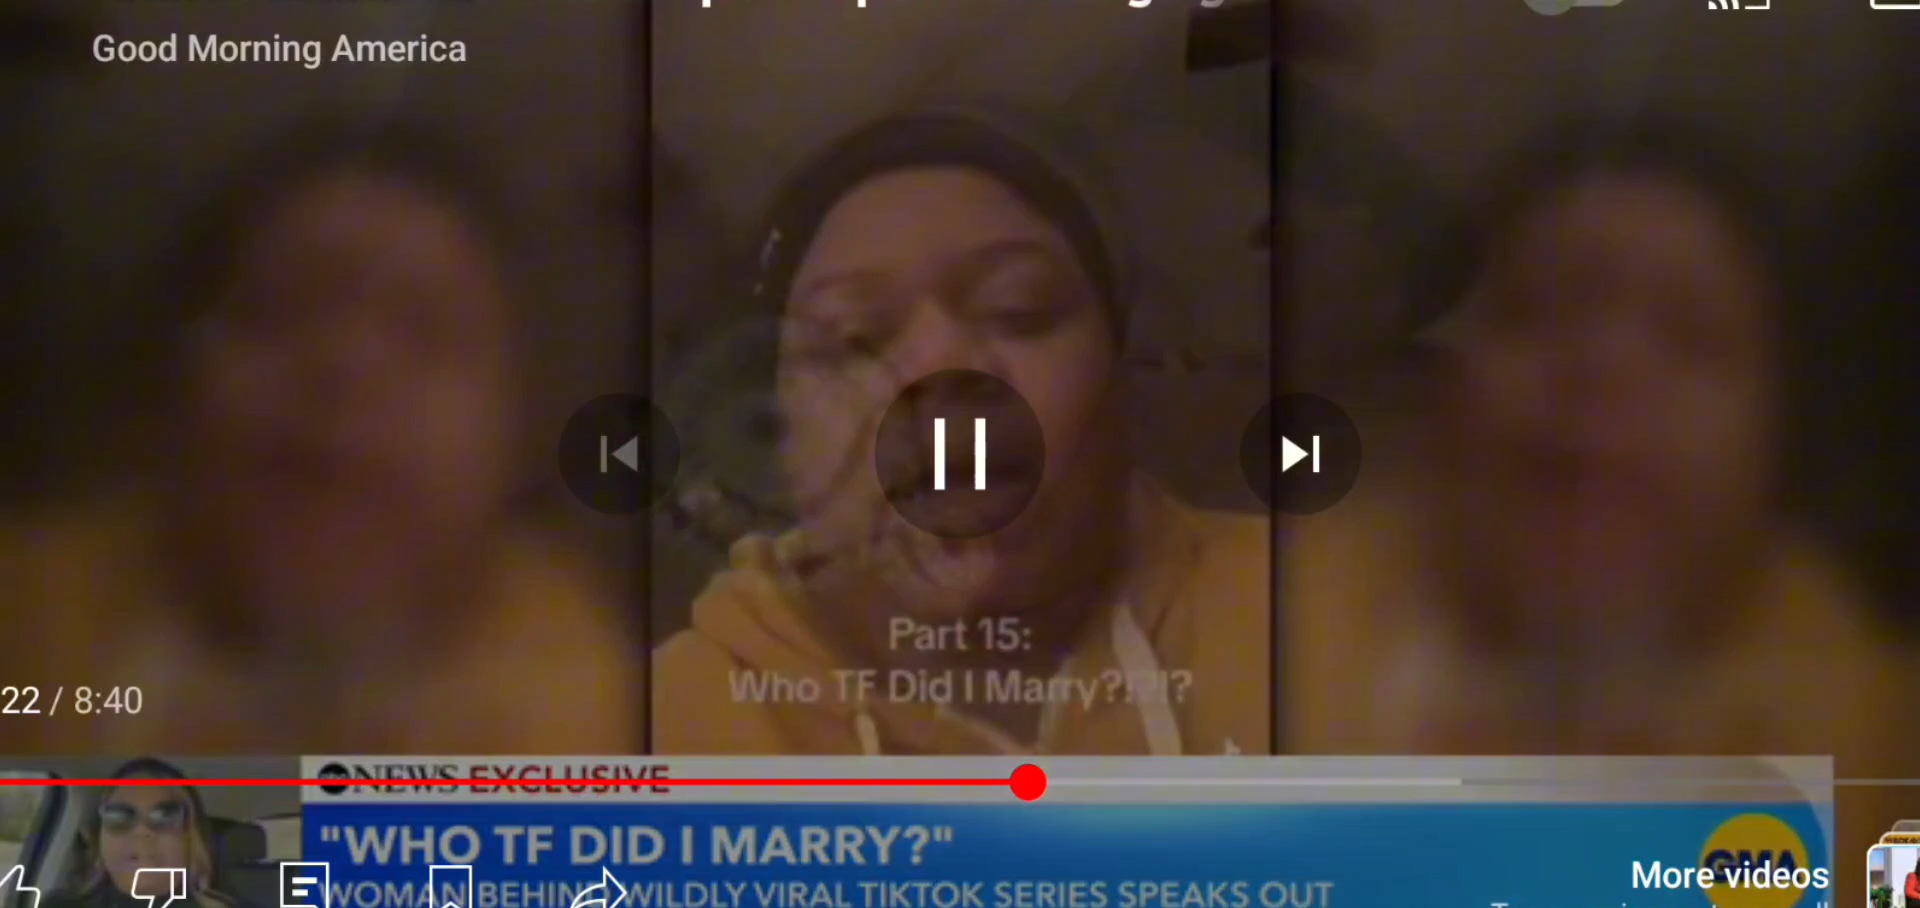 Good Morning America
Part 15:
Who TF Did I Marry?!?!?
22 / 8:40
NEWS EXCLUSIVE
"WHO TF DID I MARRY?"
GMA
More videos
WOMAN BEHIND WILDLY VIRAL TIKTOK SERIES SPEAKS OUT